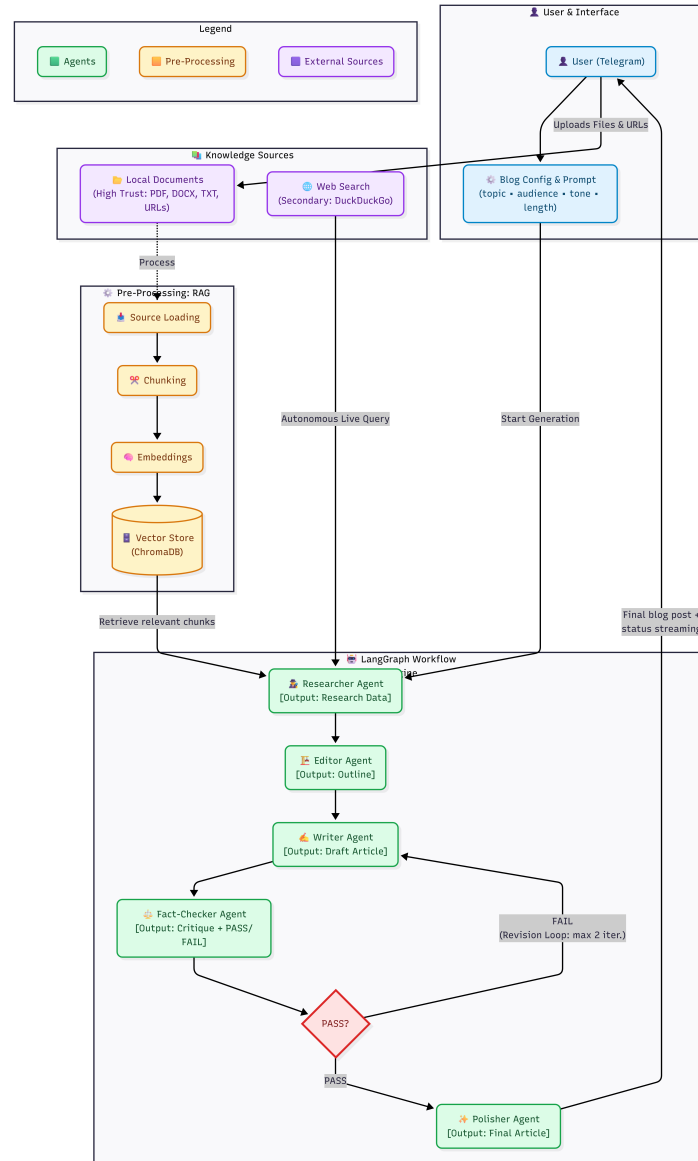 Legend
Agents
Pre-Processing
External Sources
👤 User & Interface
👤 User (Telegram)
Uploads Files & URLs
📚 Knowledge Sources
📁 Local Documents
(High Trust: PDF, DOCX, TXT,
URLs)
🌐 Web Search
(Secondary: DuckDuckGo)
⚙️ Blog Config & Prompt
(topic • audience • tone •
length)
Process
⚙️ Pre-Processing: RAG
📥 Source Loading
✂️ Chunking
Autonomous Live Query
Start Generation
🧠 Embeddings
🗄️ Vector Store
(ChromaDB)
Retrieve relevant chunks
Final blog post +
status streaming
LangGraph Workflow
Researcher Agent
[Output: Research Data]
Editor Agent
[Output: Outline]
✍️ Writer Agent
[Output: Draft Article]
⚖️ Fact-Checker Agent
[Output: Critique + PASS/
FAIL]
FAIL
(Revision Loop: max 2 iter.)
PASS?
PASS
✨ Polisher Agent
[Output: Final Article]